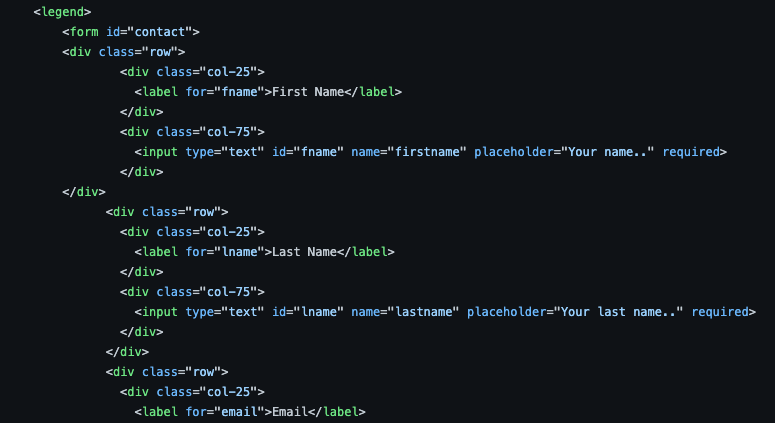 <legend>
<form id="contact">
<div class="row">
<div class="col-25">
<label for="fname">First Name</label>
</div>
<div class="col-75">
<input type="text" id="fname" name="firstname" placeholder="Your name.." required>
</div>
</div>
<div class="row">
<div class="col-25">
<label for="lname">Last Name</label>
</div>
<div class="col-75">
<input type="text" id="lname" name="lastname" placeholder="Your last name.." required>
</div>
</div>
<div class="row">
<div class="col-25">
<label for="email">Email</label>